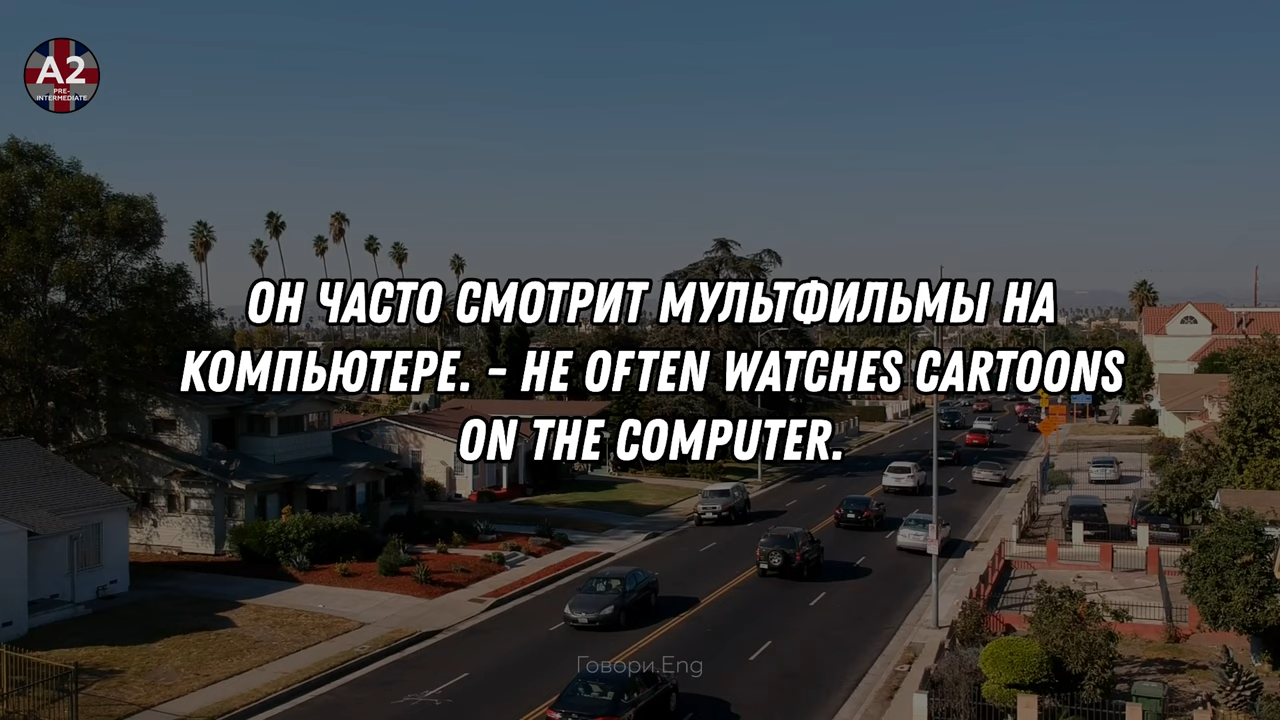 A2
PRE-
INTERMEDIATE
ОН ЧАСТО СМОТРИТ МУЛЬТФИЛЬМЫ НА
КОМПЬЮТЕРЕ. - HE OFTEN WATCHES CARTOONS
ON THE COMPUTER.
Говори.Eng